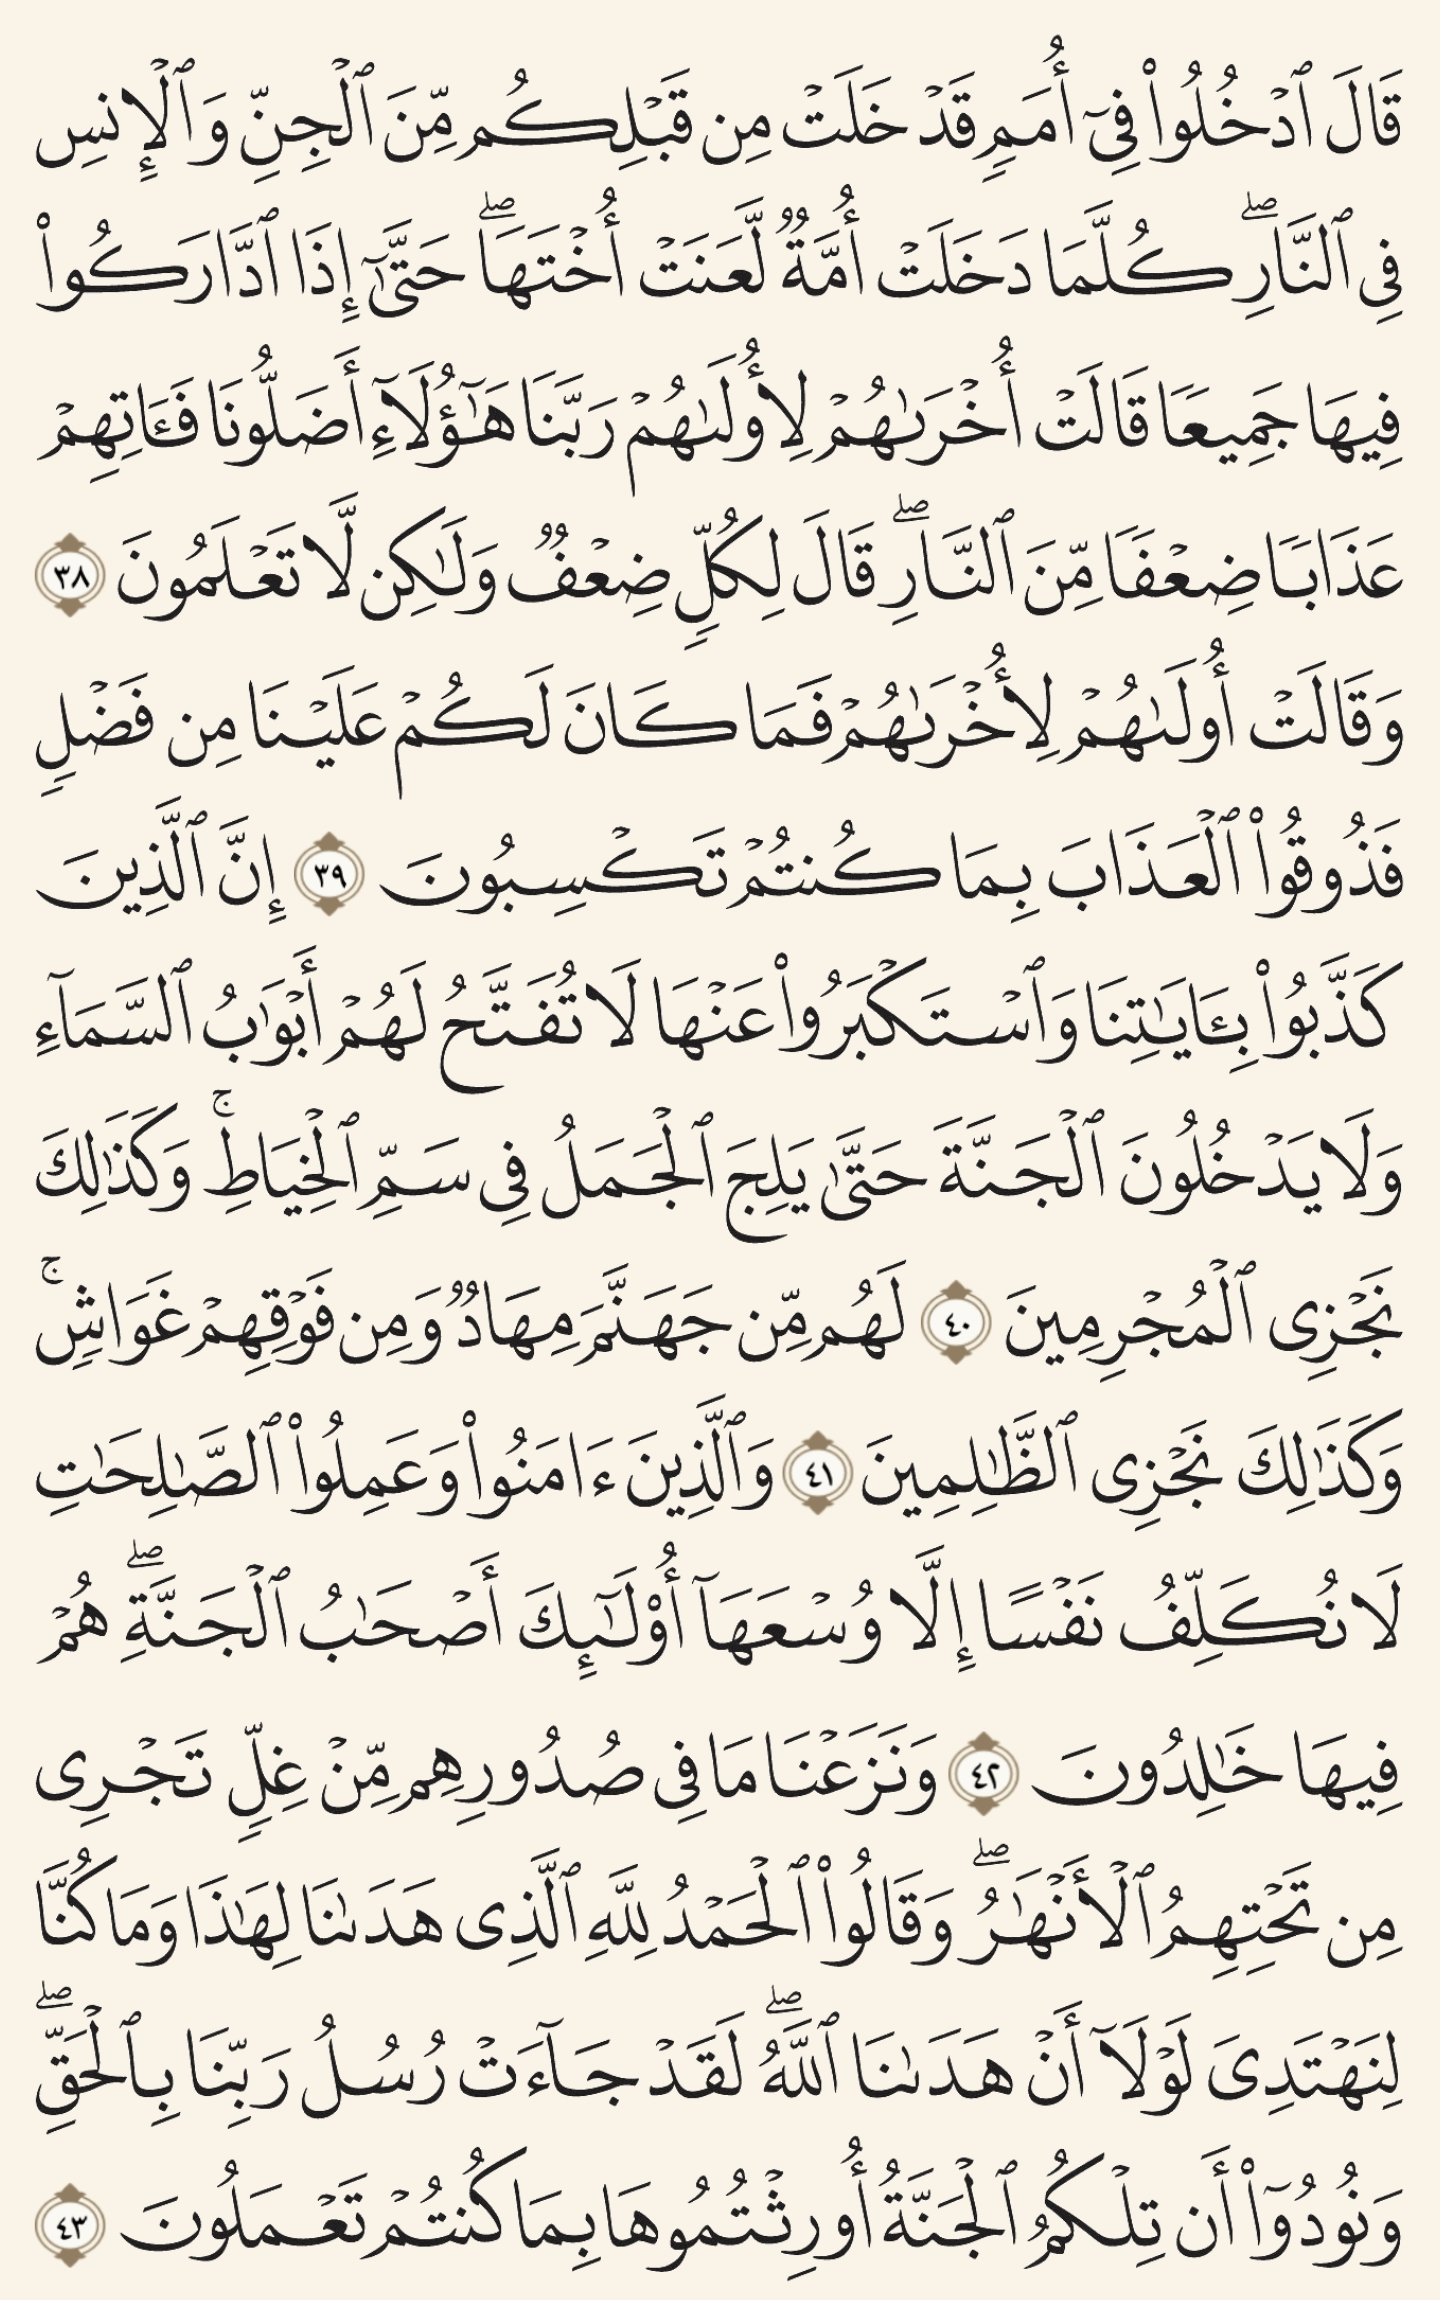 قَالَ ٱدۡخُلُواْ فِيٓ أُمَمٖ قَدۡ خَلَتۡ مِن قَبۡلِكُم مِّنَ ٱلۡجِنِّ وَٱلۡإِنسِ
فِي ٱلنَّارِۖ كُلَّمَا دَخَلَتۡ أُمَّةٞ لَّعَنَتۡ أُخۡتَهَاۖ حَتَّىٰٓ إِذَا ٱدَّارَكُواْ
فِيهَا جَمِيعٗا قَالَتۡ أُخۡرَىٰهُمۡ لِأُولَىٰهُمۡ رَبَّنَا هَٰٓؤُلَآءِ أَضَلُّونَا فَـَٔاتِهِمۡ
عَذَابٗا ضِعۡفٗا مِّنَ ٱلنَّارِۖ قَالَ لِكُلّٖ ضِعۡفٞ وَلَٰكِن لَّا تَعۡلَمُونَ ٣٨
وَقَالَتۡ أُولَىٰهُمۡ لِأُخۡرَىٰهُمۡ فَمَا كَانَ لَكُمۡ عَلَيۡنَا مِن فَضۡلٖ
فَذُوقُواْ ٱلۡعَذَابَ بِمَا كُنتُمۡ تَكۡسِبُونَ ٣٩ إِنَّ ٱلَّذِينَ
كَذَّبُواْ بِـَٔايَٰتِنَا وَٱسۡتَكۡبَرُواْ عَنۡهَا لَا تُفَتَّحُ لَهُمۡ أَبۡوَٰبُ ٱلسَّمَآءِ
وَلَا يَدۡخُلُونَ ٱلۡجَنَّةَ حَتَّىٰ يَلِجَ ٱلۡجَمَلُ فِي سَمِّ ٱلۡخِيَاطِۚ وَكَذَٰلِكَ
نَجۡزِي ٱلۡمُجۡرِمِينَ ٤٠ لَهُم مِّن جَهَنَّمَ مِهَادٞ وَمِن فَوۡقِهِمۡ غَوَاشٖۚ
وَكَذَٰلِكَ نَجۡزِي ٱلظَّٰلِمِينَ ٤١ وَٱلَّذِينَ ءَامَنُواْ وَعَمِلُواْ ٱلصَّٰلِحَٰتِ
لَا نُكَلِّفُ نَفۡسًا إِلَّا وُسۡعَهَآ أُوْلَٰٓئِكَ أَصۡحَٰبُ ٱلۡجَنَّةِۖ هُمۡ
فِيهَا خَٰلِدُونَ ٤٢ وَنَزَعۡنَا مَا فِي صُدُورِهِم مِّنۡ غِلّٖ تَجۡرِي
مِن تَحۡتِهِمُ ٱلۡأَنۡهَٰرُۖ وَقَالُواْ ٱلۡحَمۡدُ لِلَّهِ ٱلَّذِي هَدَىٰنَا لِهَٰذَا وَمَا كُنَّا
لِنَهۡتَدِيَ لَوۡلَآ أَنۡ هَدَىٰنَا ٱللَّهُۖ لَقَدۡ جَآءَتۡ رُسُلُ رَبِّنَا بِٱلۡحَقِّۖ
وَنُودُوٓاْ أَن تِلۡكُمُ ٱلۡجَنَّةُ أُورِثۡتُمُوهَا بِمَا كُنتُمۡ تَعۡمَلُونَ ٤٣